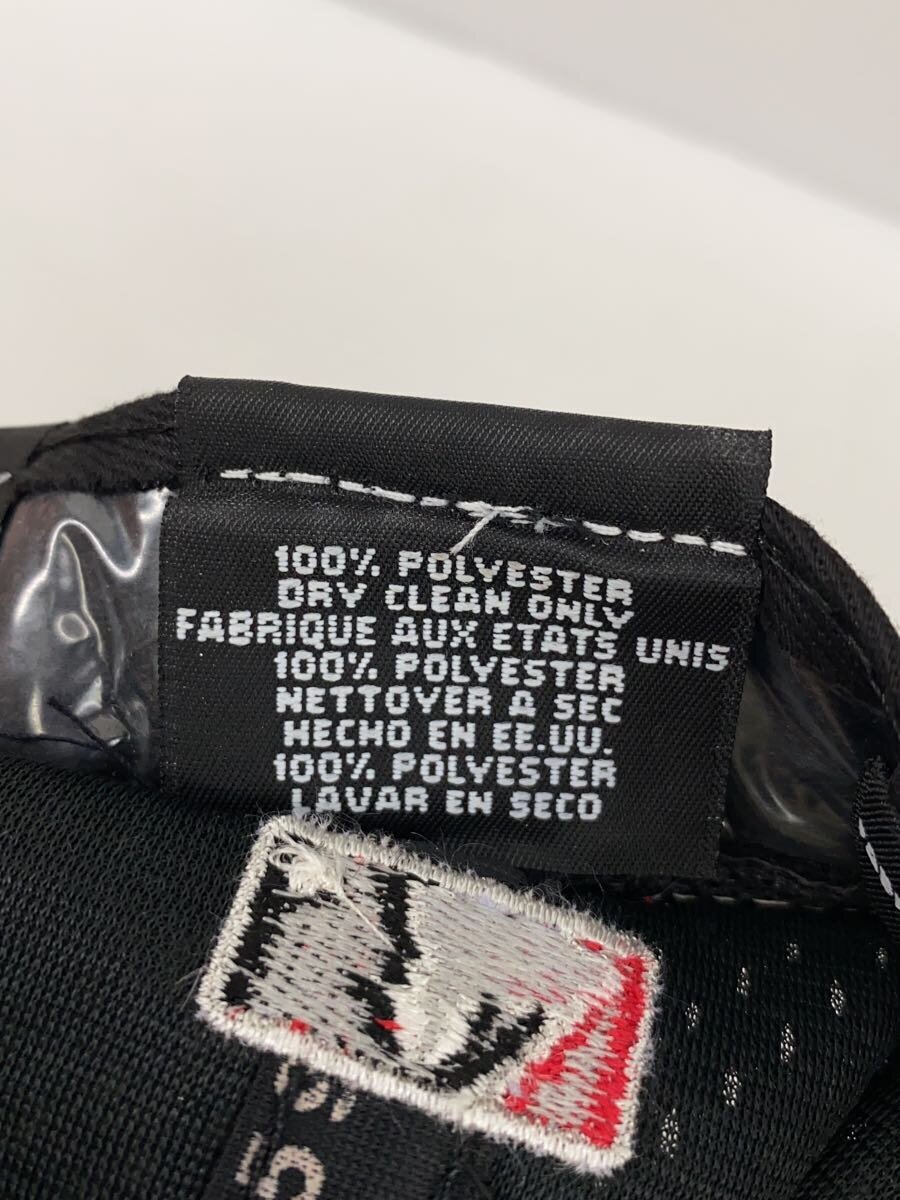 100% POLYESTER
DRY CLEAN ONLY
FABRIQUE AUX ETATS UNIS
100% POLYESTER
NETTOYER A SEC
HECHO EN EE.UU.
100% POLYESTER
LAVAR EN SECO